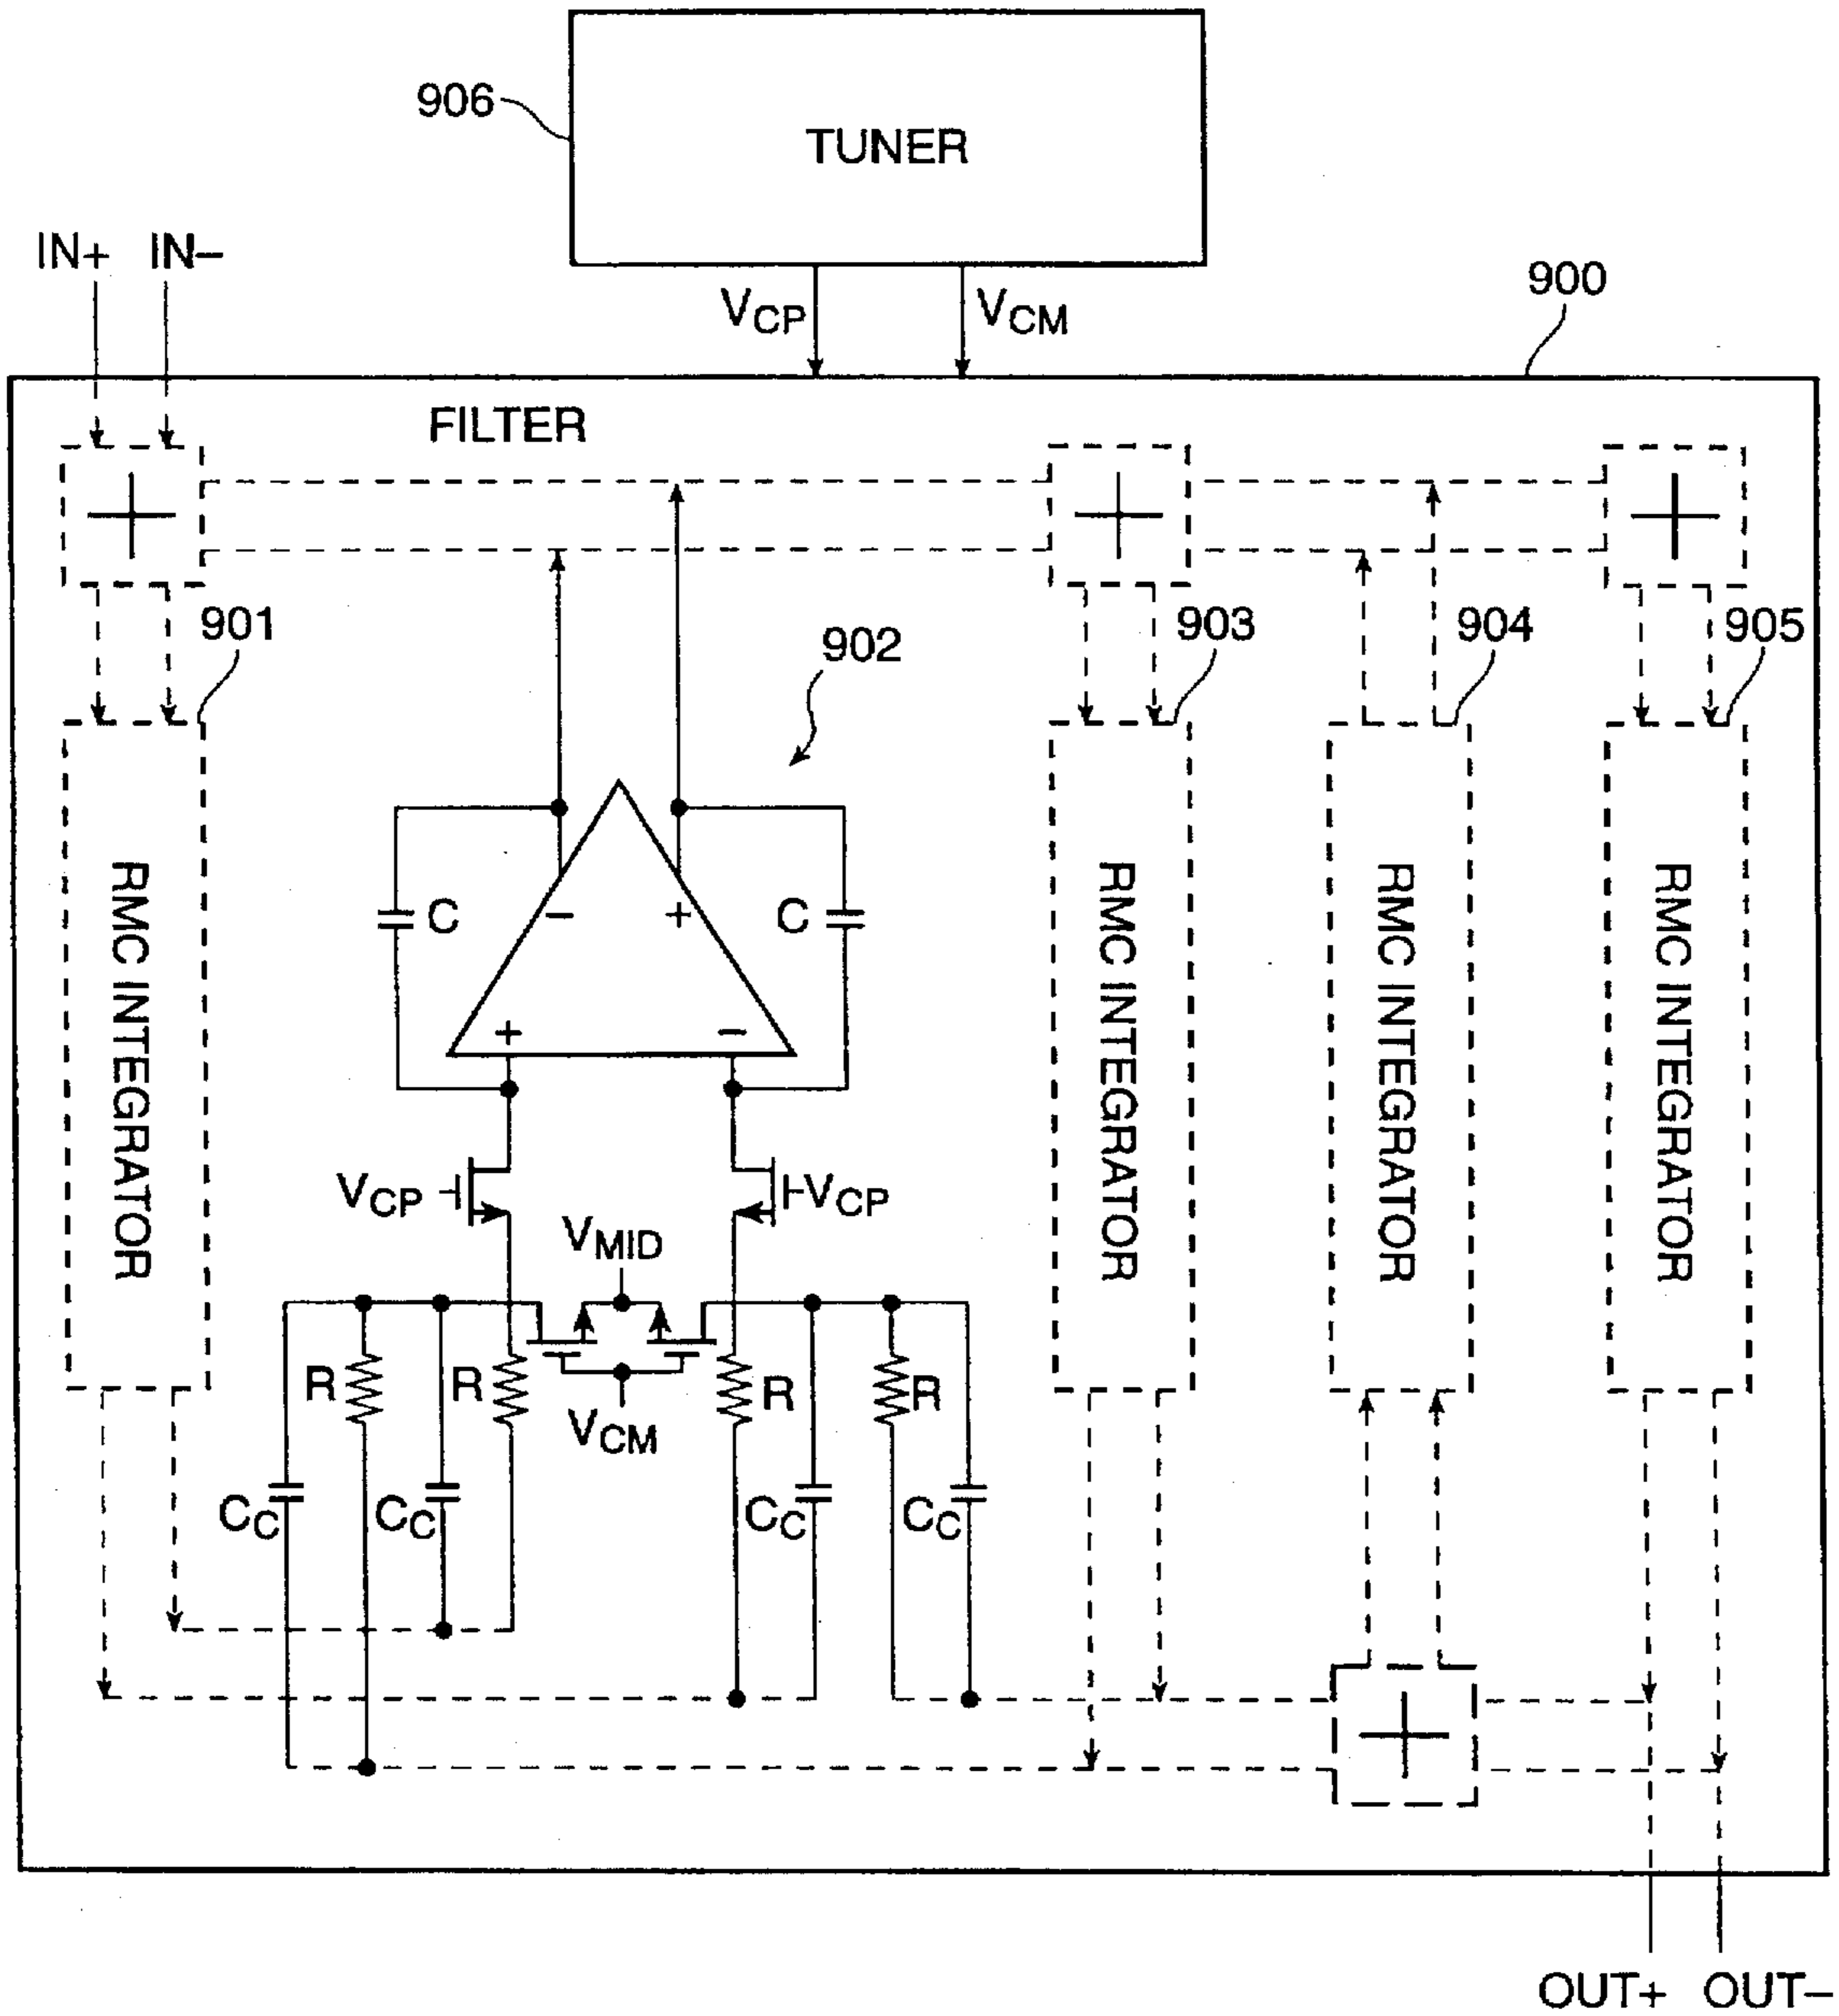 906
TUNER
IN+ IN−
VCP VCM
900
FILTER
+ + +
901
902
903
904
905
C − + C
+ −
RMC INTEGRATOR
RMC INTEGRATOR
RMC INTEGRATOR
RMC INTEGRATOR
VCP VCP
VMID
R R R R
VCM
CC CC CC CC
+
OUT+ OUT−